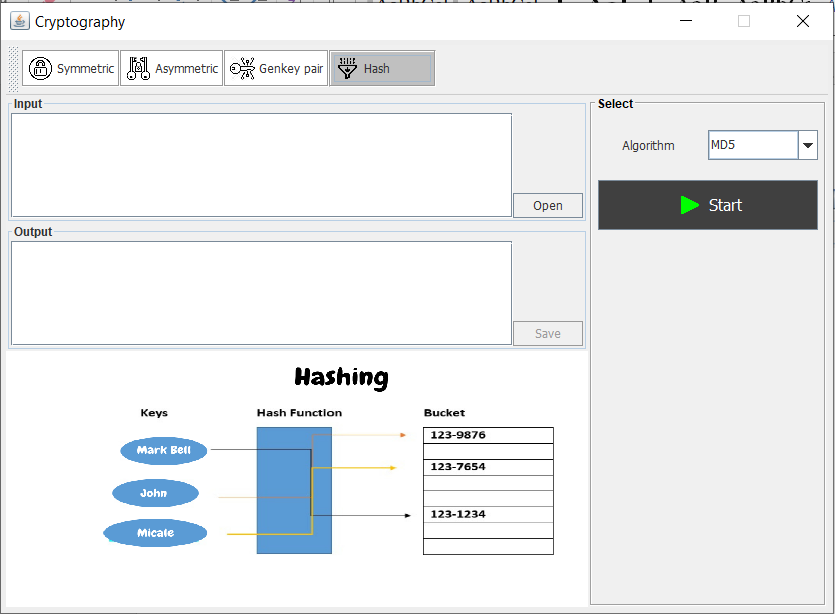 Cryptography
Symmetric Asymmetric Genkey pair Hash
Input
Open
Output
Save
Select
Algorithm MD5
Start
Hashing
Keys Hash Function Bucket
Mark Bell
John
Micale
123-9876
123-7654
123-1234